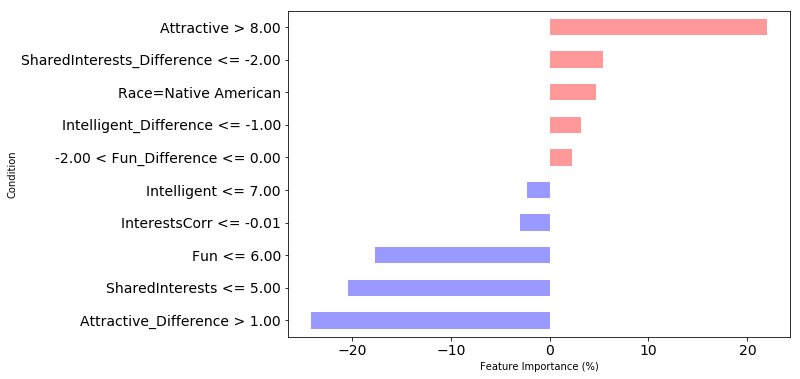 Attractive > 8.00
SharedInterests_Difference <= -2.00
Race=Native American
Intelligent_Difference <= -1.00
-2.00 < Fun_Difference <= 0.00
Intelligent <= 7.00
InterestsCorr <= -0.01
Fun <= 6.00
SharedInterests <= 5.00
Attractive_Difference > 1.00
Condition
−20 −10 0 10 20
Feature Importance (%)